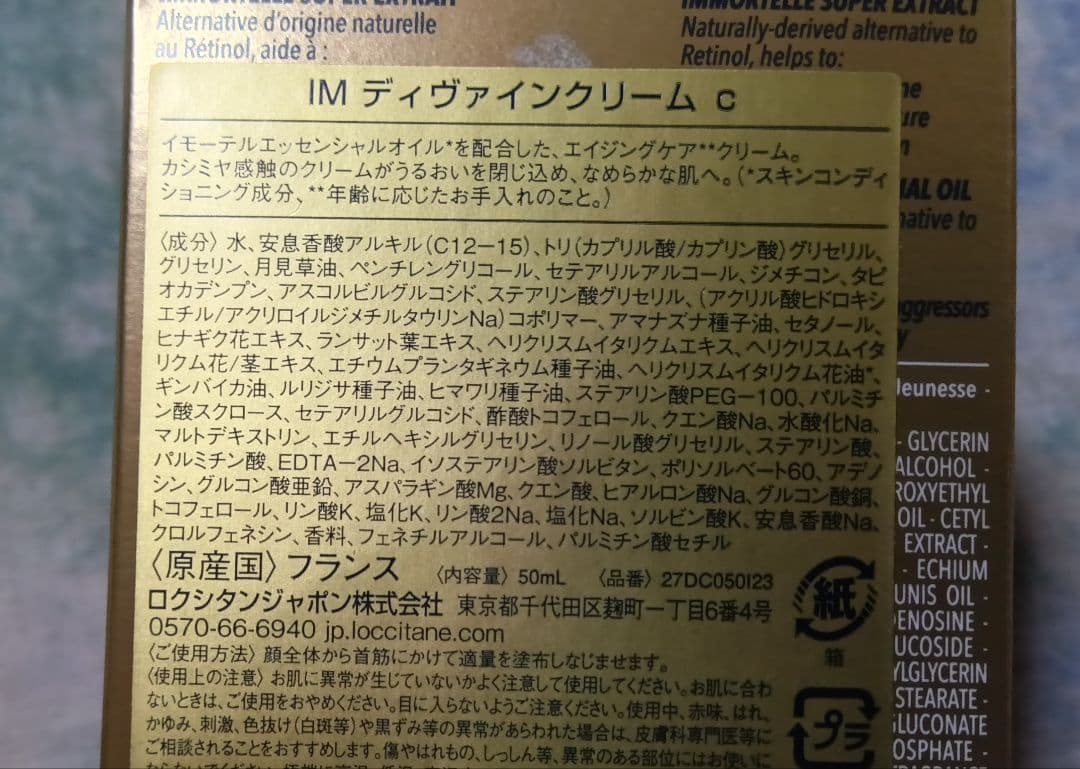 IMMORTELLE SUPER EXTRAIT
Alternative d'origine naturelle
au Rétinol, aide à :
IMMORTELLE SUPER EXTRACT
Naturally-derived alternative to
Retinol, helps to:
IM ディヴァインクリーム c
イモーテルエッセンシャルオイル*を配合した、エイジングケア**クリーム。
カシミヤ感触のクリームがうるおいを閉じ込め、なめらかな肌へ。(*スキンコンディ
ショニング成分、**年齢に応じたお手入れのこと。)
〈成分〉水、安息香酸アルキル(C12-15)、トリ(カプリル酸/カプリン酸)グリセリル、
グリセリン、月見草油、ペンチレングリコール、セテアリルアルコール、ジメチコン、タピ
オカデンプン、アスコルビルグルコシド、ステアリン酸グリセリル、(アクリル酸ヒドロキシ
エチル/アクリロイルジメチルタウリンNa)コポリマー、アマナズナ種子油、セタノール、
ヒナギク花エキス、ランサット葉エキス、ヘリクリスムイタリクムエキス、ヘリクリスムイタ
リクム花/茎エキス、エチウムプランタギネウム種子油、ヘリクリスムイタリクム花油*、
ギンバイカ油、ルリジサ種子油、ヒマワリ種子油、ステアリン酸PEG-100、パルミチ
ン酸スクロース、セテアリルグルコシド、酢酸トコフェロール、クエン酸Na、水酸化Na、
マルトデキストリン、エチルヘキシルグリセリン、リノール酸グリセリル、ステアリン酸、
パルミチン酸、EDTA-2Na、イソステアリン酸ソルビタン、ポリソルベート60、アデノ
シン、グルコン酸亜鉛、アスパラギン酸Mg、クエン酸、ヒアルロン酸Na、グルコン酸銅、
トコフェロール、リン酸K、塩化K、リン酸2Na、塩化Na、ソルビン酸K、安息香酸Na、
クロルフェネシン、香料、フェネチルアルコール、パルミチン酸セチル
〈原産国〉フランス 〈内容量〉50mL 〈品番〉27DC050I23
ロクシタンジャポン株式会社 東京都千代田区麹町一丁目6番4号
0570-66-6940 jp.loccitane.com
〈ご使用方法〉顔全体から首筋にかけて適量を塗布しなじませます。
〈使用上の注意〉お肌に異常が生じていないかよく注意して使用してください。お肌に合わ
ないときは、ご使用をおやめください。目に入らないようご注意ください。使用中、赤味、はれ、
かゆみ、刺激、色抜け(白斑等)や黒ずみ等の異常があらわれた場合は、皮膚科専門医等に
ご相談されることをおすすめします。傷やはれもの、しっしん等、異常のある部位にはお使いに
紙
箱
プラ
ne
ure
n
IAL OIL
native to
aggressors
y
Jeunesse -
- GLYCERIN
ALCOHOL -
ROXYETHYL
OIL - CETYL
EXTRACT -
- ECHIUM
UNIS OIL -
ENOSINE -
UCOSIDE -
YLGLYCERIN
STEARATE -
GLUCONATE
OSPHATE -